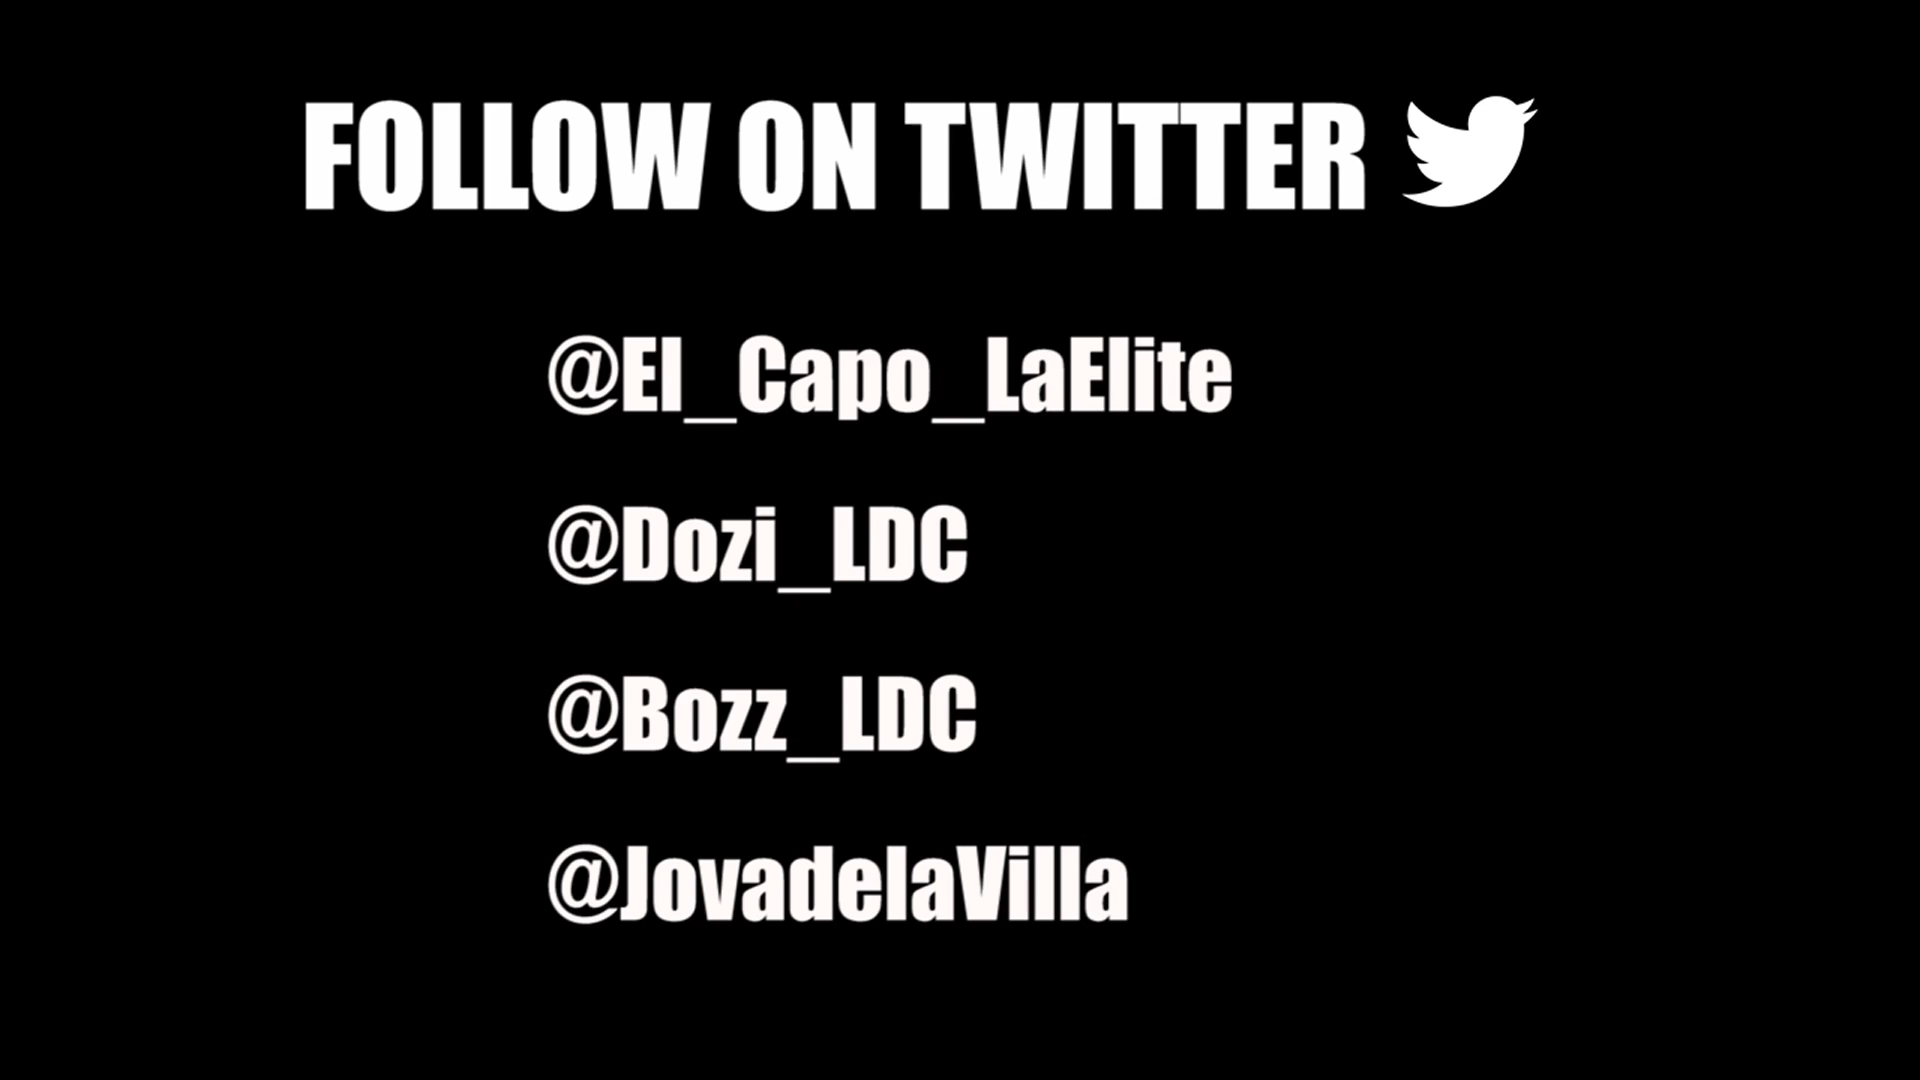 FOLLOW ON TWITTER
@El_Capo_LaElite
@Dozi_LDC
@Bozz_LDC
@JovadelaVilla